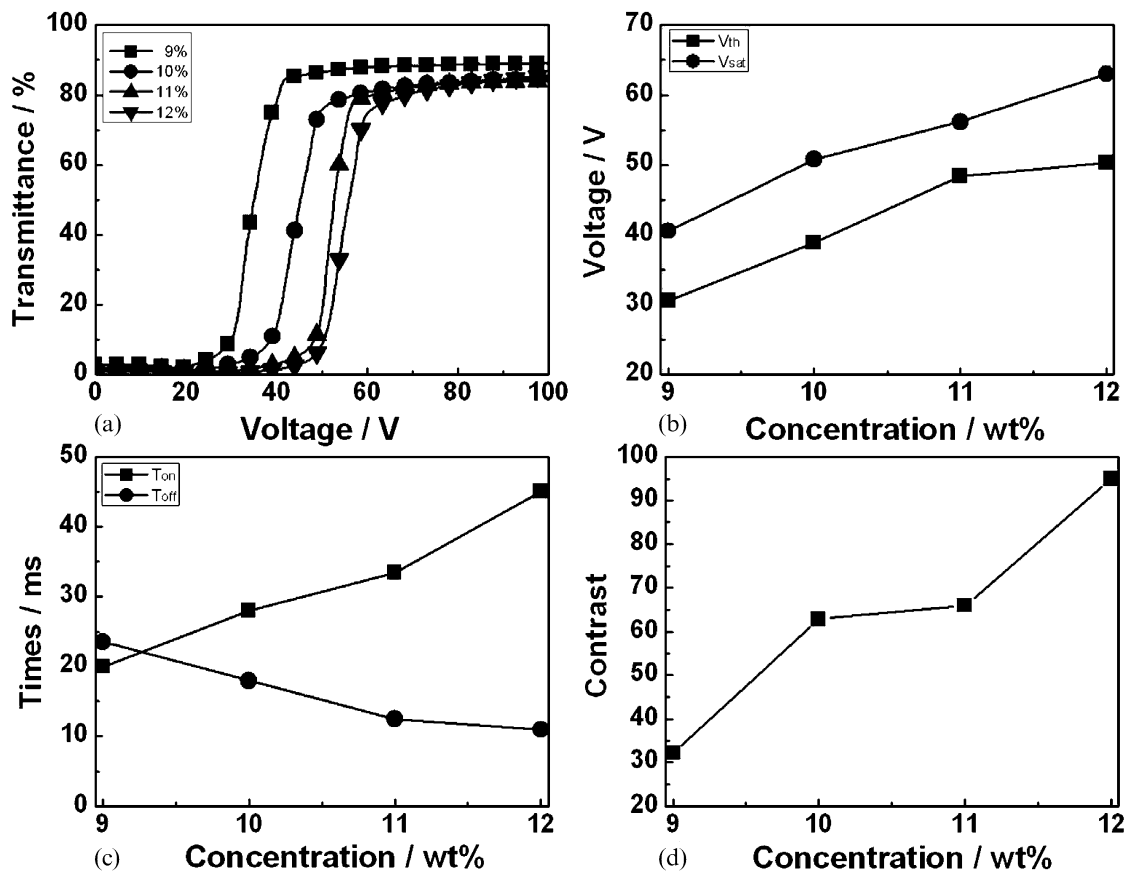 100
80
60
40
20
0
Transmittance / %
9%
10%
11%
12%
0 20 40 60 80 100
(a) Voltage / V
70
60
50
40
30
20
Voltage / V
Vth
Vsat
9 10 11 12
(b) Concentration / wt%
50
40
30
20
10
0
Times / ms
Ton
Toff
9 10 11 12
(c) Concentration / wt%
100
90
80
70
60
50
40
30
20
Contrast
9 10 11 12
(d) Concentration / wt%